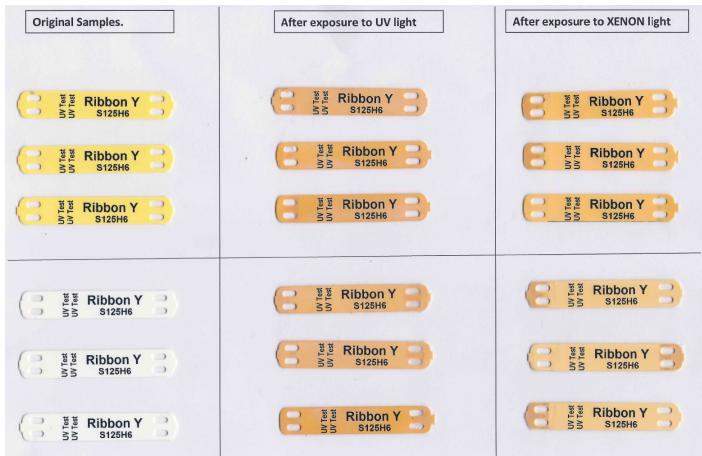 Original Samples.
After exposure to UV light
After exposure to XENON light
UV Test
UV Test
Ribbon Y
S125H6
UV Test
UV Test
Ribbon Y
S125H6
UV Test
UV Test
Ribbon Y
S125H6
UV Test
UV Test
Ribbon Y
S125H6
UV Test
UV Test
Ribbon Y
S125H6
UV Test
UV Test
Ribbon Y
S125H6
UV Test
UV Test
Ribbon Y
S125H6
UV Test
UV Test
Ribbon Y
S125H6
UV Test
UV Test
Ribbon Y
S125H6
UV Test
UV Test
Ribbon Y
S125H6
UV Test
UV Test
Ribbon Y
S125H6
UV Test
UV Test
Ribbon Y
S125H6
UV Test
UV Test
Ribbon Y
S125H6
UV Test
UV Test
Ribbon Y
S125H6
UV Test
UV Test
Ribbon Y
S125H6
UV Test
UV Test
Ribbon Y
S125H6
UV Test
UV Test
Ribbon Y
S125H6
UV Test
UV Test
Ribbon Y
S125H6